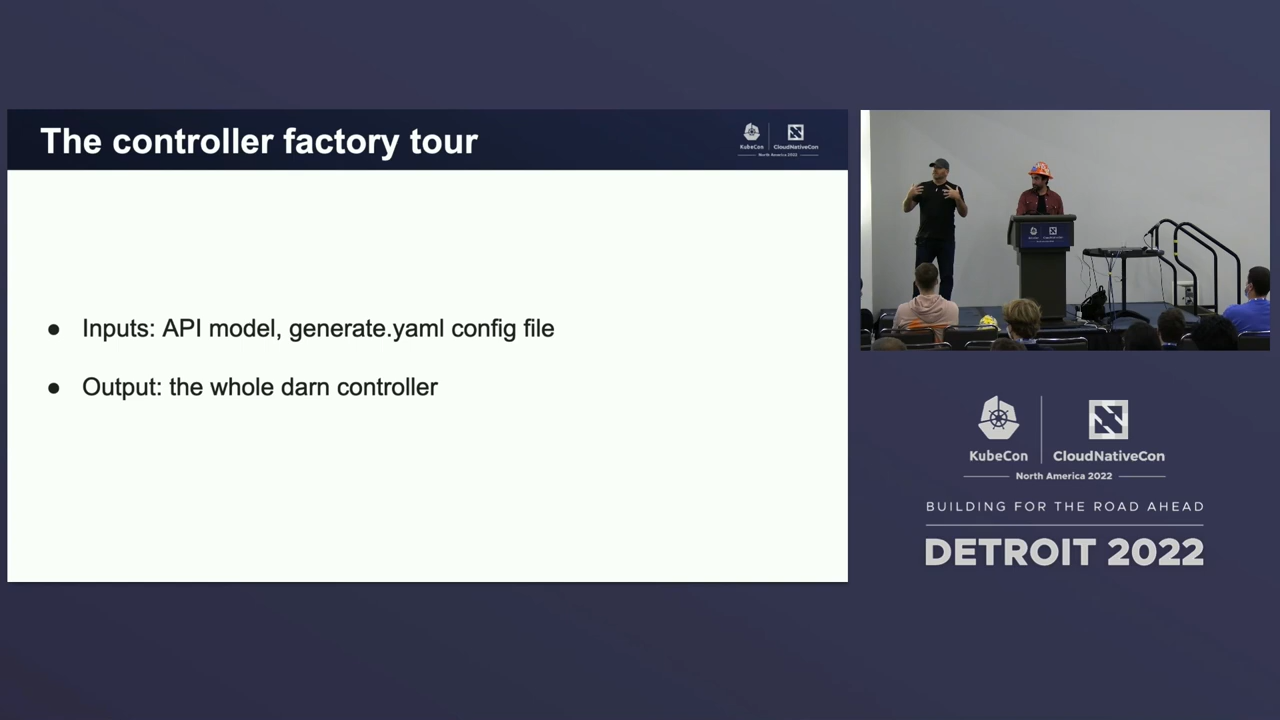 The controller factory tour
KubeCon
CloudNativeCon
North America 2022
● Inputs: API model, generate.yaml config file
● Output: the whole darn controller
KubeCon
CloudNativeCon
North America 2022
BUILDING FOR THE ROAD AHEAD
DETROIT 2022